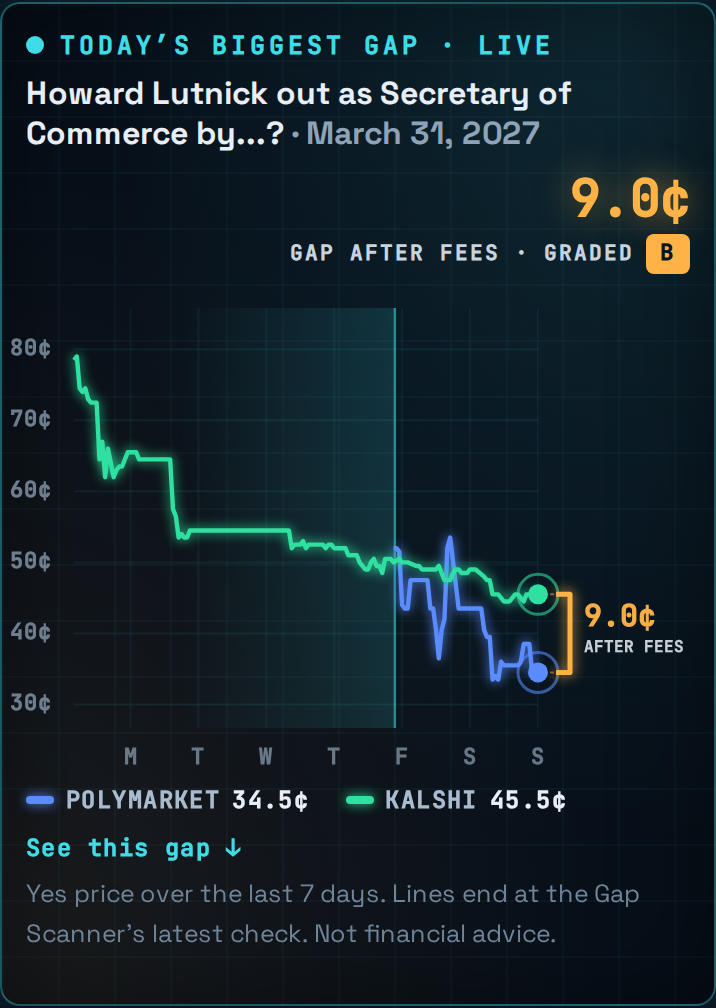 TODAY’S BIGGEST GAP · LIVE
Howard Lutnick out as Secretary of
Commerce by...? · March 31, 2027
9.0¢
GAP AFTER FEES · GRADED B
80¢
70¢
60¢
50¢
40¢
30¢
9.0¢
AFTER FEES
M T W T F S S
POLYMARKET 34.5¢ KALSHI 45.5¢
See this gap ↓
Yes price over the last 7 days. Lines end at the Gap
Scanner’s latest check. Not financial advice.